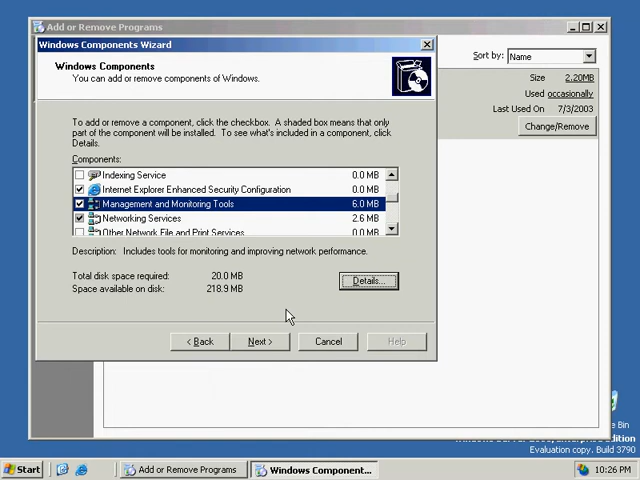 Add or Remove Programs
Windows Components Wizard
Windows Components
You can add or remove components of Windows.
Sort by: Name
Size 2.20MB
Used occasionally
Last Used On 7/3/2003
Change/Remove
To add or remove a component, click the checkbox. A shaded box means that only
part of the component will be installed. To see what's included in a component, click
Details.
Components:
Indexing Service 0.0 MB
Internet Explorer Enhanced Security Configuration 0.0 MB
Management and Monitoring Tools 6.0 MB
Networking Services 2.6 MB
Other Network File and Print Services 0.0 MB
Description: Includes tools for monitoring and improving network performance.
Total disk space required: 20.0 MB
Space available on disk: 218.9 MB
Details...
< Back
Next >
Cancel
Help
e Bin
Edition
Evaluation copy. Build 3790
Start
Add or Remove Programs
Windows Component...
10:26 PM